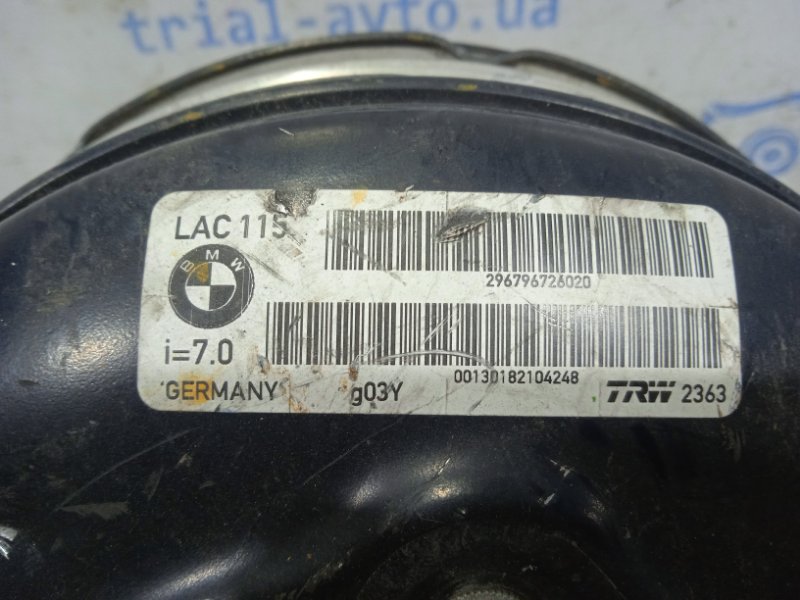 trial-avto.ua
LAC 115
BMW
296796726020
i=7.0
00130182104248
GERMANY
g03Y
TRW 2363